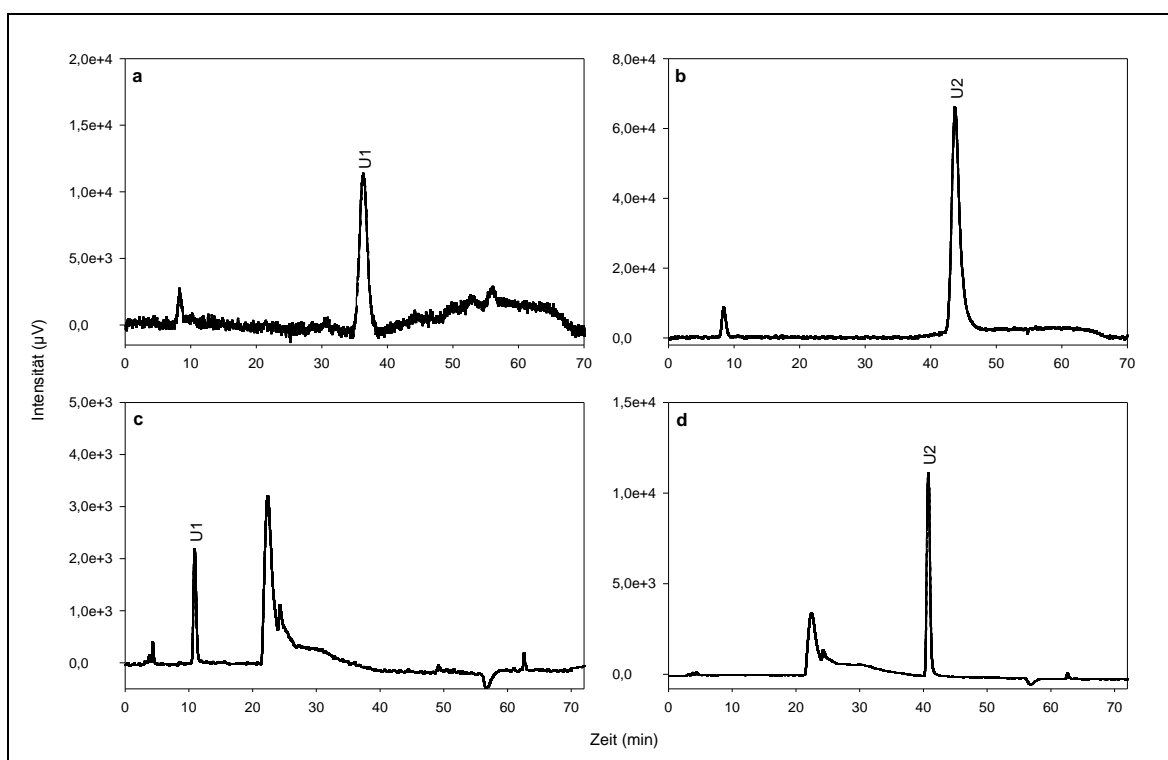 a
U1
2,0e+4
1,5e+4
1,0e+4
5,0e+3
0,0
0 10 20 30 40 50 60 70
b
U2
8,0e+4
6,0e+4
4,0e+4
2,0e+4
0,0
0 10 20 30 40 50 60 70
Intensität (µV)
c
U1
5,0e+3
4,0e+3
3,0e+3
2,0e+3
1,0e+3
0,0
0 10 20 30 40 50 60 70
d
U2
1,5e+4
1,0e+4
5,0e+3
0,0
0 10 20 30 40 50 60 70
Zeit (min)